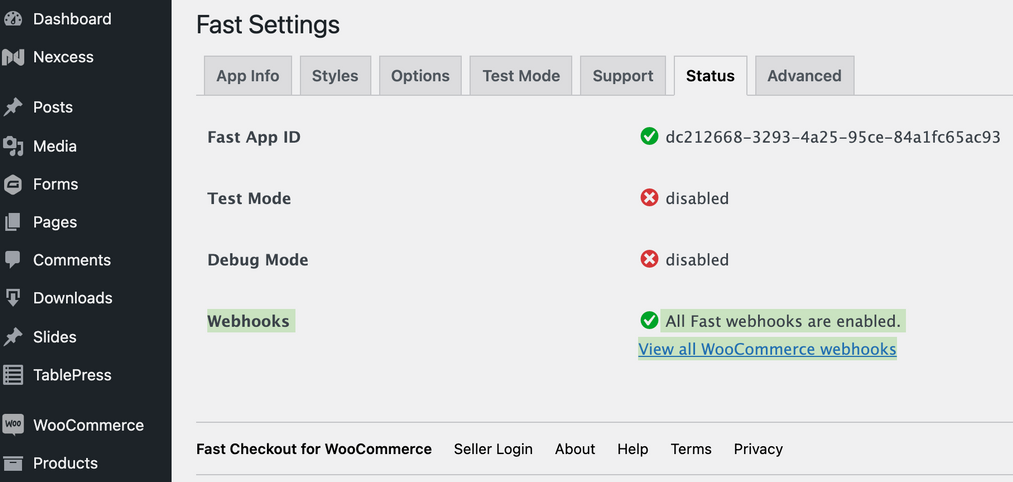 Dashboard
Nexcess
Posts
Media
Forms
Pages
Comments
Downloads
Slides
TablePress
WOO WooCommerce
Products
Fast Settings
App Info Styles Options Test Mode Support Status Advanced
Fast App ID dc212668-3293-4a25-95ce-84a1fc65ac93
Test Mode disabled
Debug Mode disabled
Webhooks All Fast webhooks are enabled.
View all WooCommerce webhooks
Fast Checkout for WooCommerce Seller Login About Help Terms Privacy